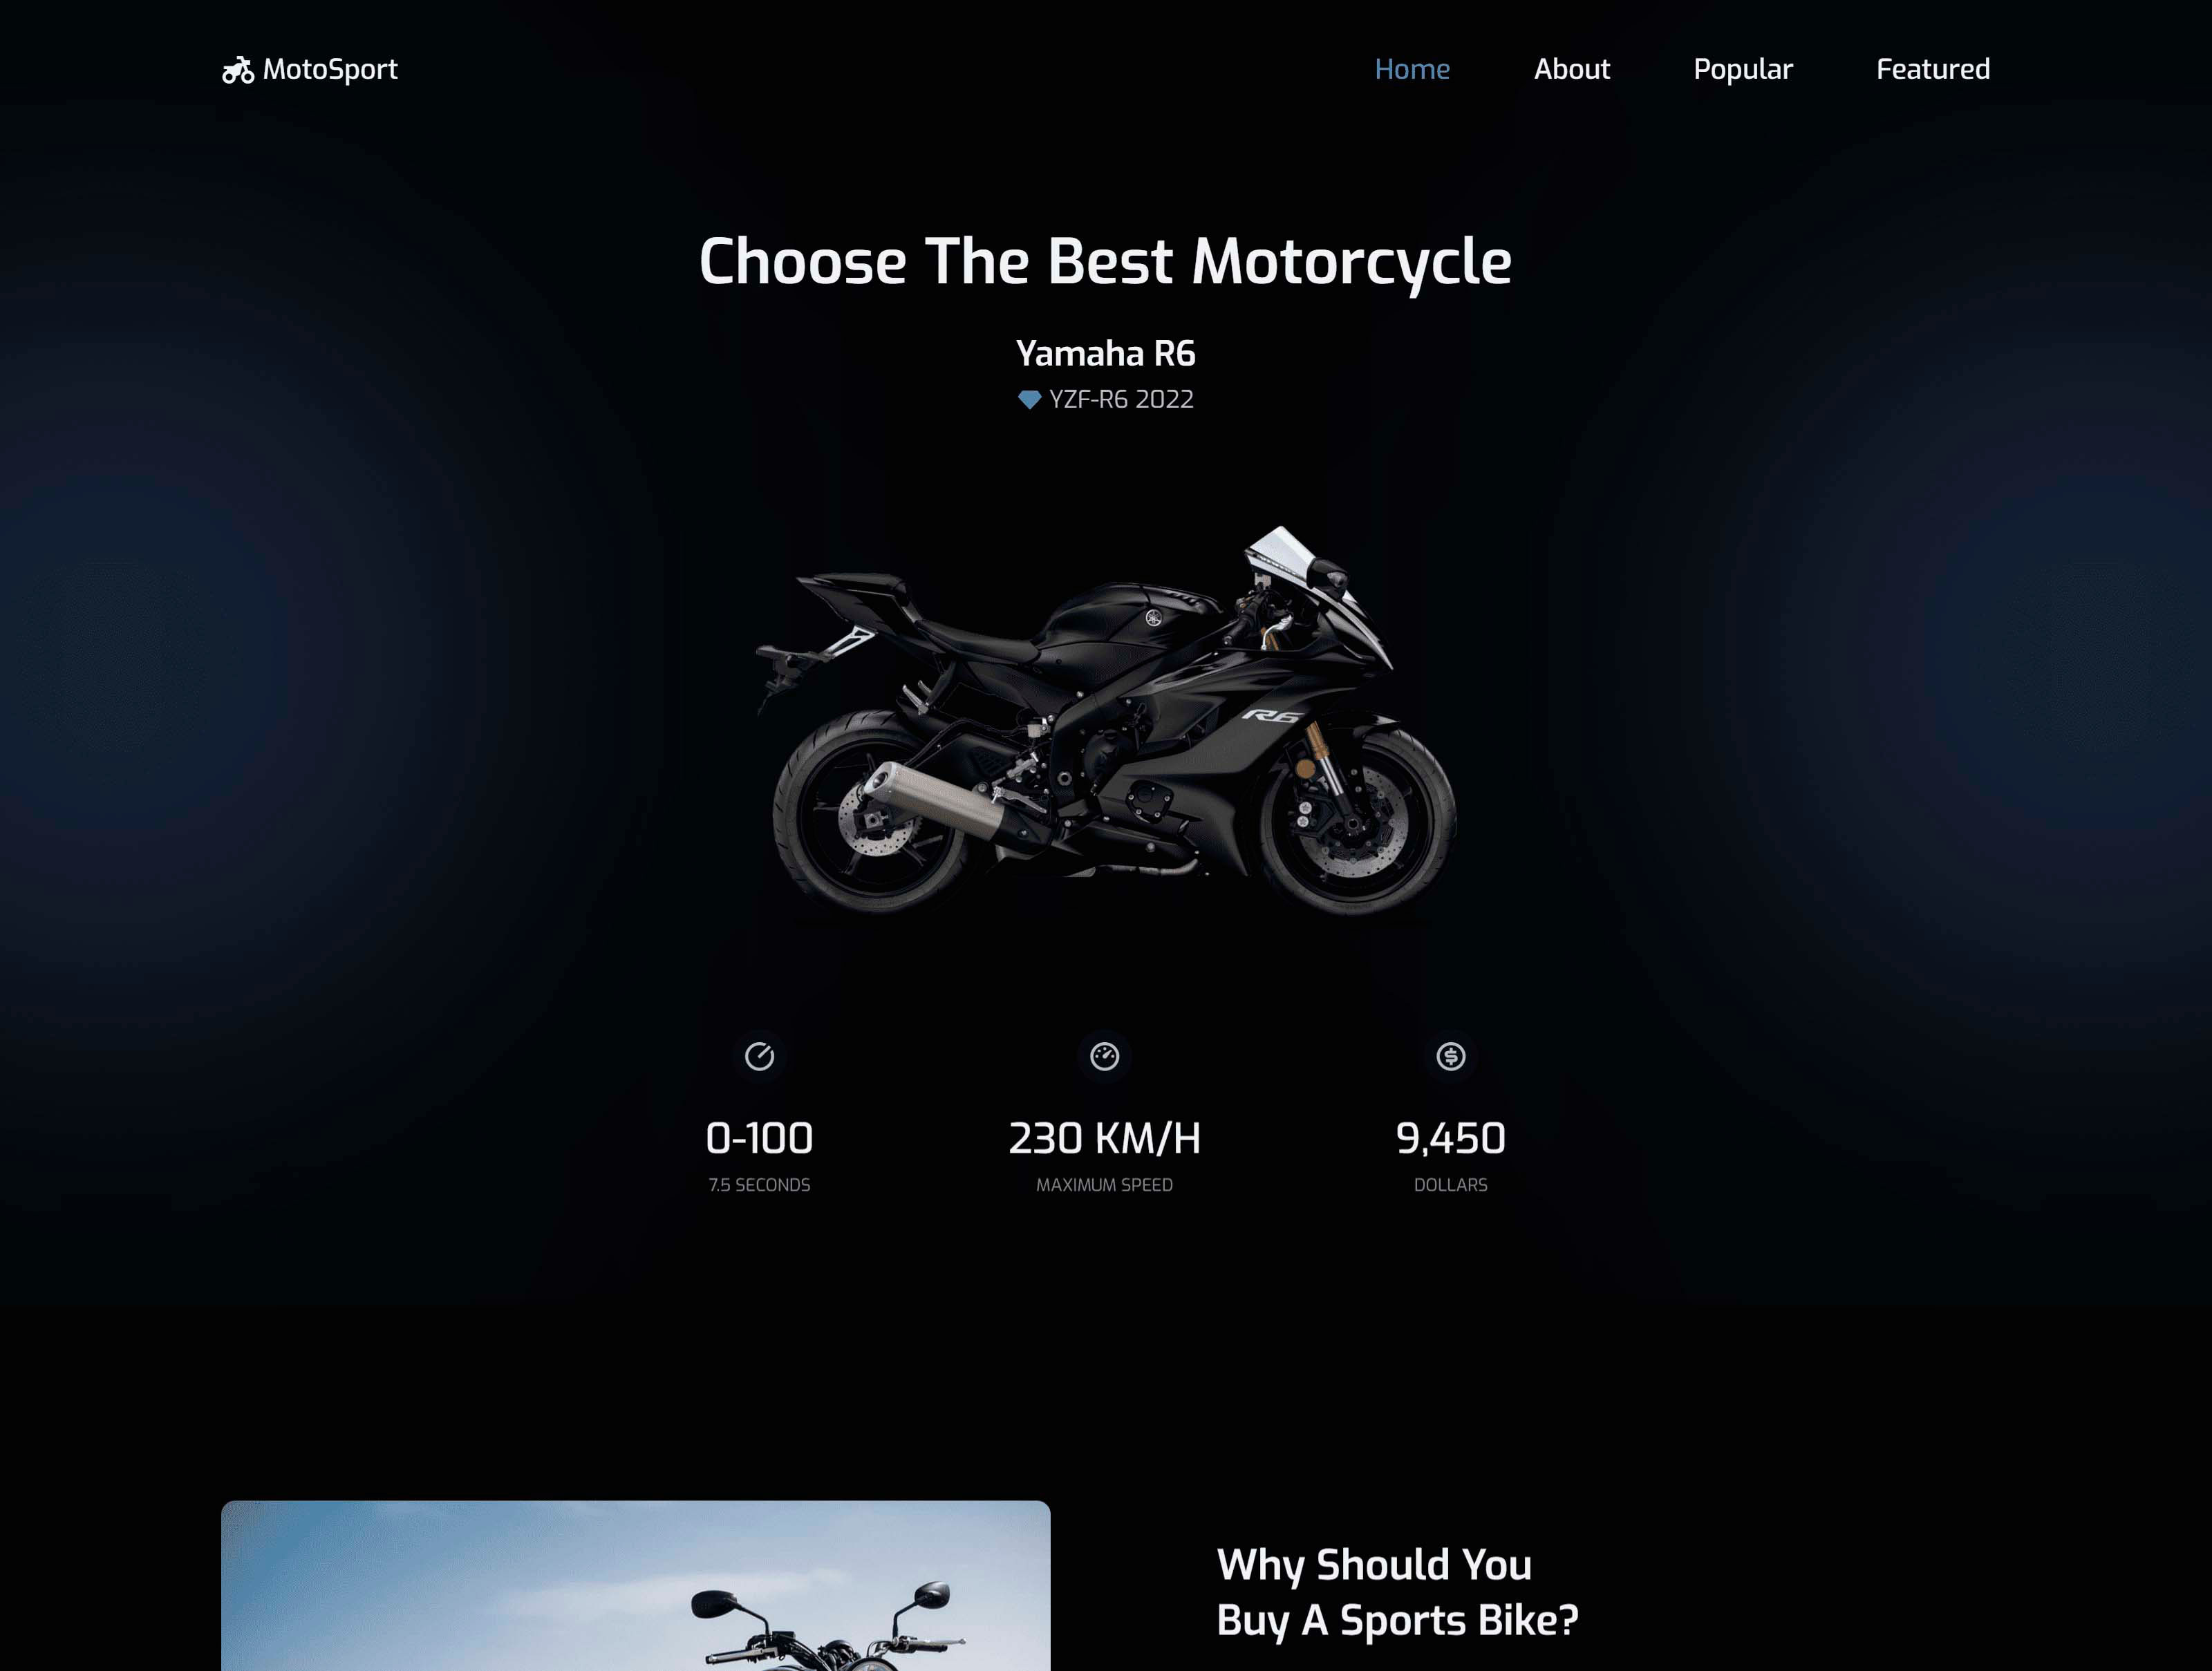 MotoSport
Home
About
Popular
Featured
Choose The Best Motorcycle
Yamaha R6
YZF-R6 2022
R6
0-100
7.5 SECONDS
230 KM/H
MAXIMUM SPEED
9,450
DOLLARS
Why Should You
Buy A Sports Bike?